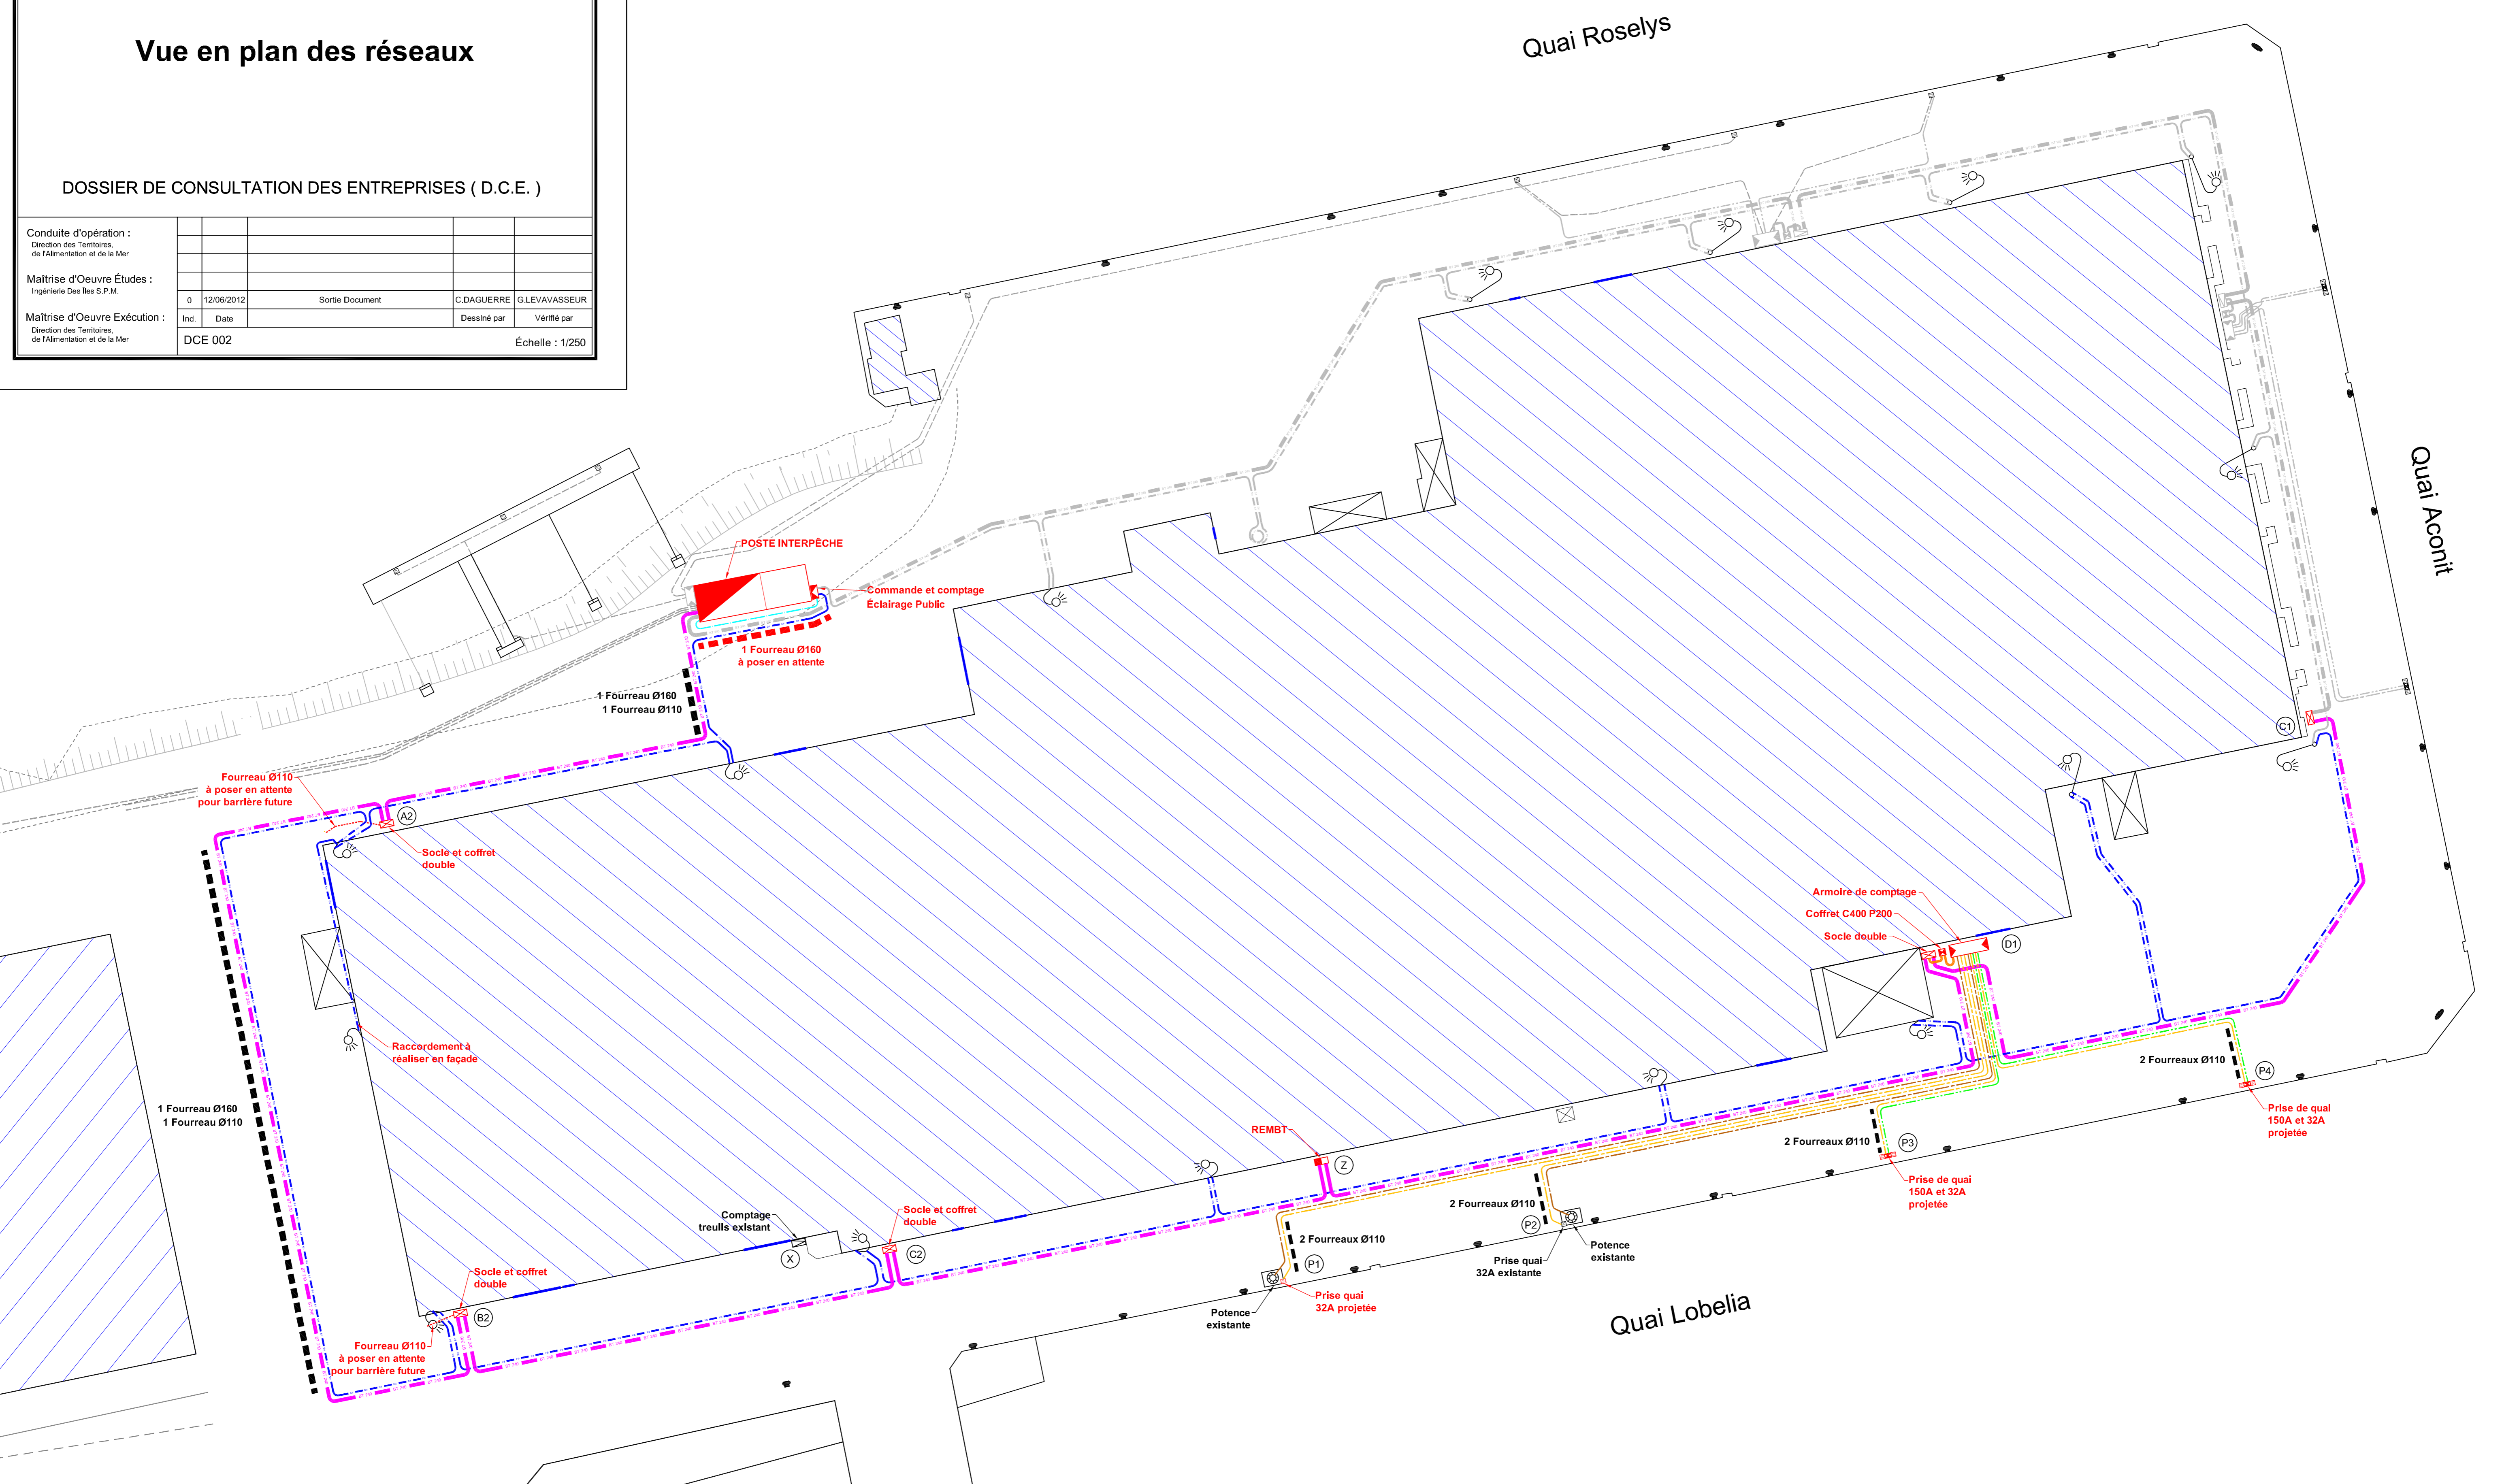 Vue en plan des réseaux
DOSSIER DE CONSULTATION DES ENTREPRISES ( D.C.E. )
Conduite d'opération :
Direction des Territoires,
de l'Alimentation et de la Mer
Maîtrise d'Oeuvre Études :
Ingénierie Des Îles S.P.M.
Maîtrise d'Oeuvre Exécution :
Direction des Territoires,
de l'Alimentation et de la Mer
0 12/06/2012 Sortie Document C.DAGUERRE G.LEVAVASSEUR
Ind. Date Dessiné par Vérifié par
DCE 002 Échelle : 1/250
Quai Roselys
Quai Aconit
Quai Lobelia
POSTE INTERPÊCHE
Commande et comptage
Éclairage Public
1 Fourreau Ø160
à poser en attente
1 Fourreau Ø160
1 Fourreau Ø110
Fourreau Ø110
à poser en attente
pour barrière future
A2
Socle et coffret
double
C1
Armoire de comptage
Coffret C400 P200
Socle double
D1
Raccordement à
réaliser en façade
1 Fourreau Ø160
1 Fourreau Ø110
2 Fourreaux Ø110
P4
Prise de quai
150A et 32A
projetée
REMBT
Z
2 Fourreaux Ø110
P3
Prise de quai
150A et 32A
projetée
2 Fourreaux Ø110
P2
Potence
existante
Prise quai
32A existante
Comptage
treuils existant
X
Socle et coffret
double
C2
2 Fourreaux Ø110
P1
Potence
existante
Prise quai
32A projetée
Socle et coffret
double
B2
Fourreau Ø110
à poser en attente
pour barrière future